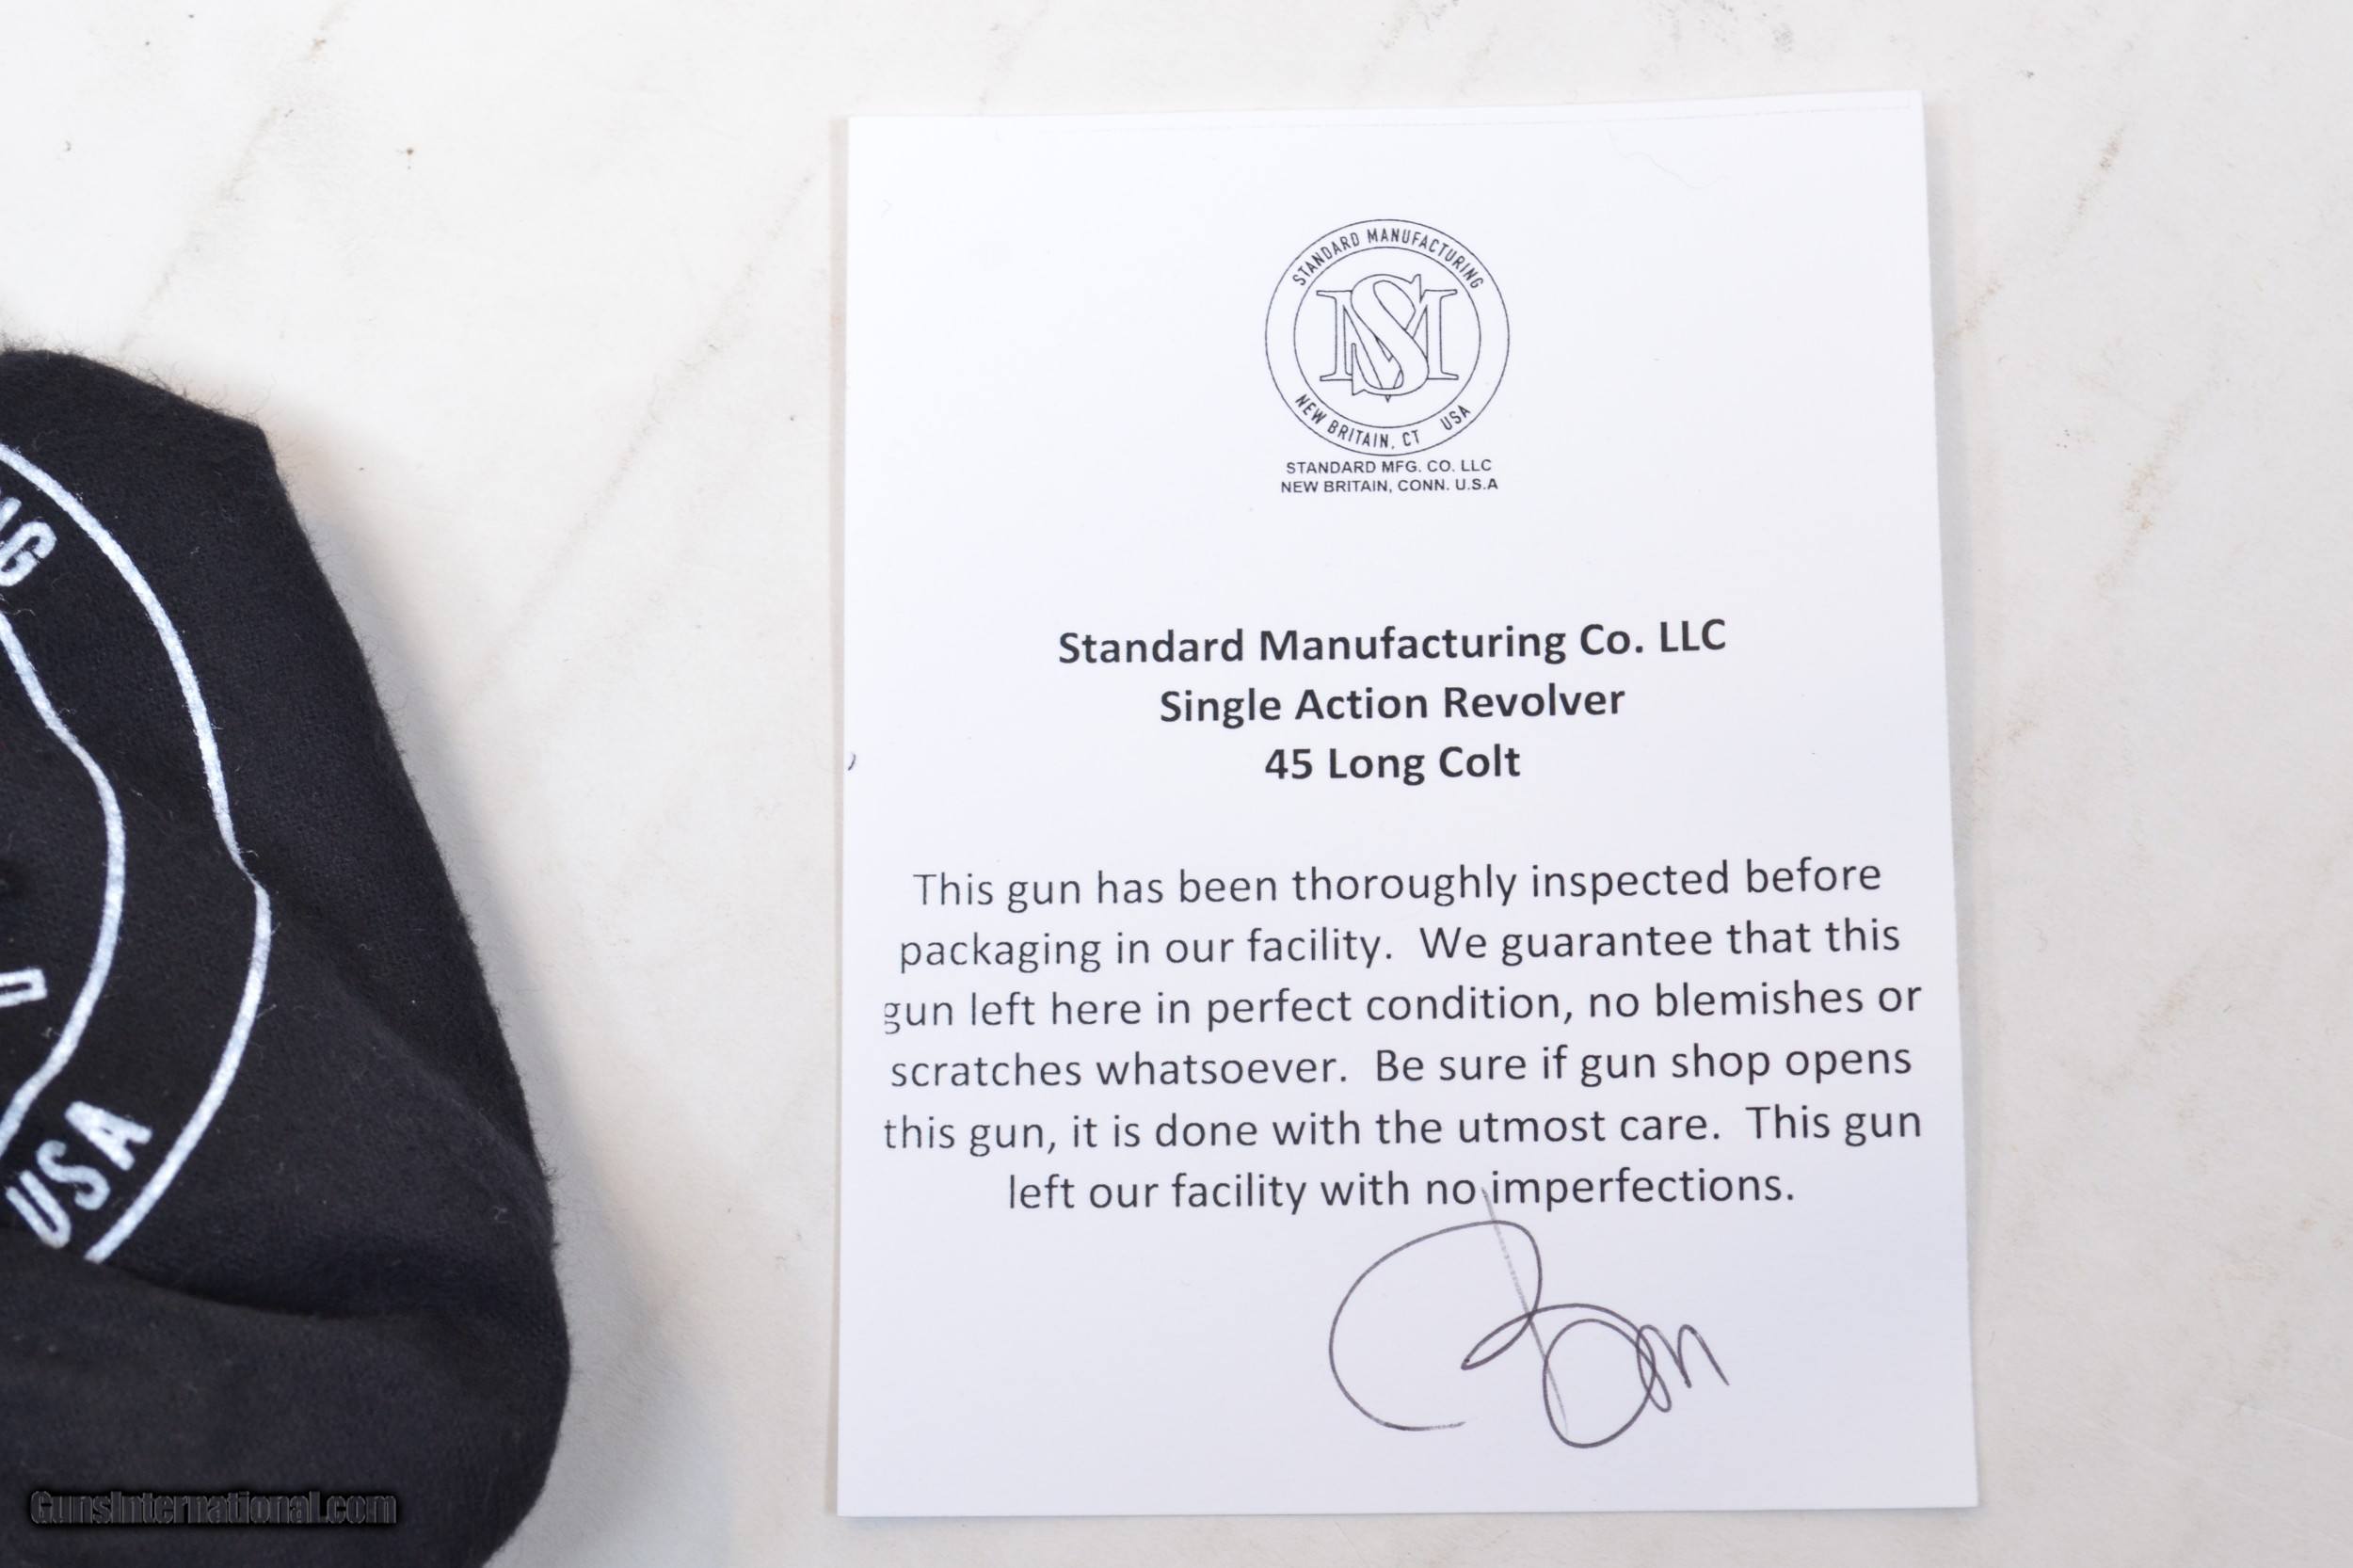 STANDARD MANUFACTURING
SM
NEW BRITAIN, CT USA
STANDARD MFG. CO. LLC
NEW BRITAIN, CONN. U.S.A
Standard Manufacturing Co. LLC
Single Action Revolver
45 Long Colt
This gun has been thoroughly inspected before
packaging in our facility.  We guarantee that this
gun left here in perfect condition, no blemishes or
scratches whatsoever.  Be sure if gun shop opens
this gun, it is done with the utmost care.  This gun
left our facility with no imperfections.
NG
USA
GunsInternational.com